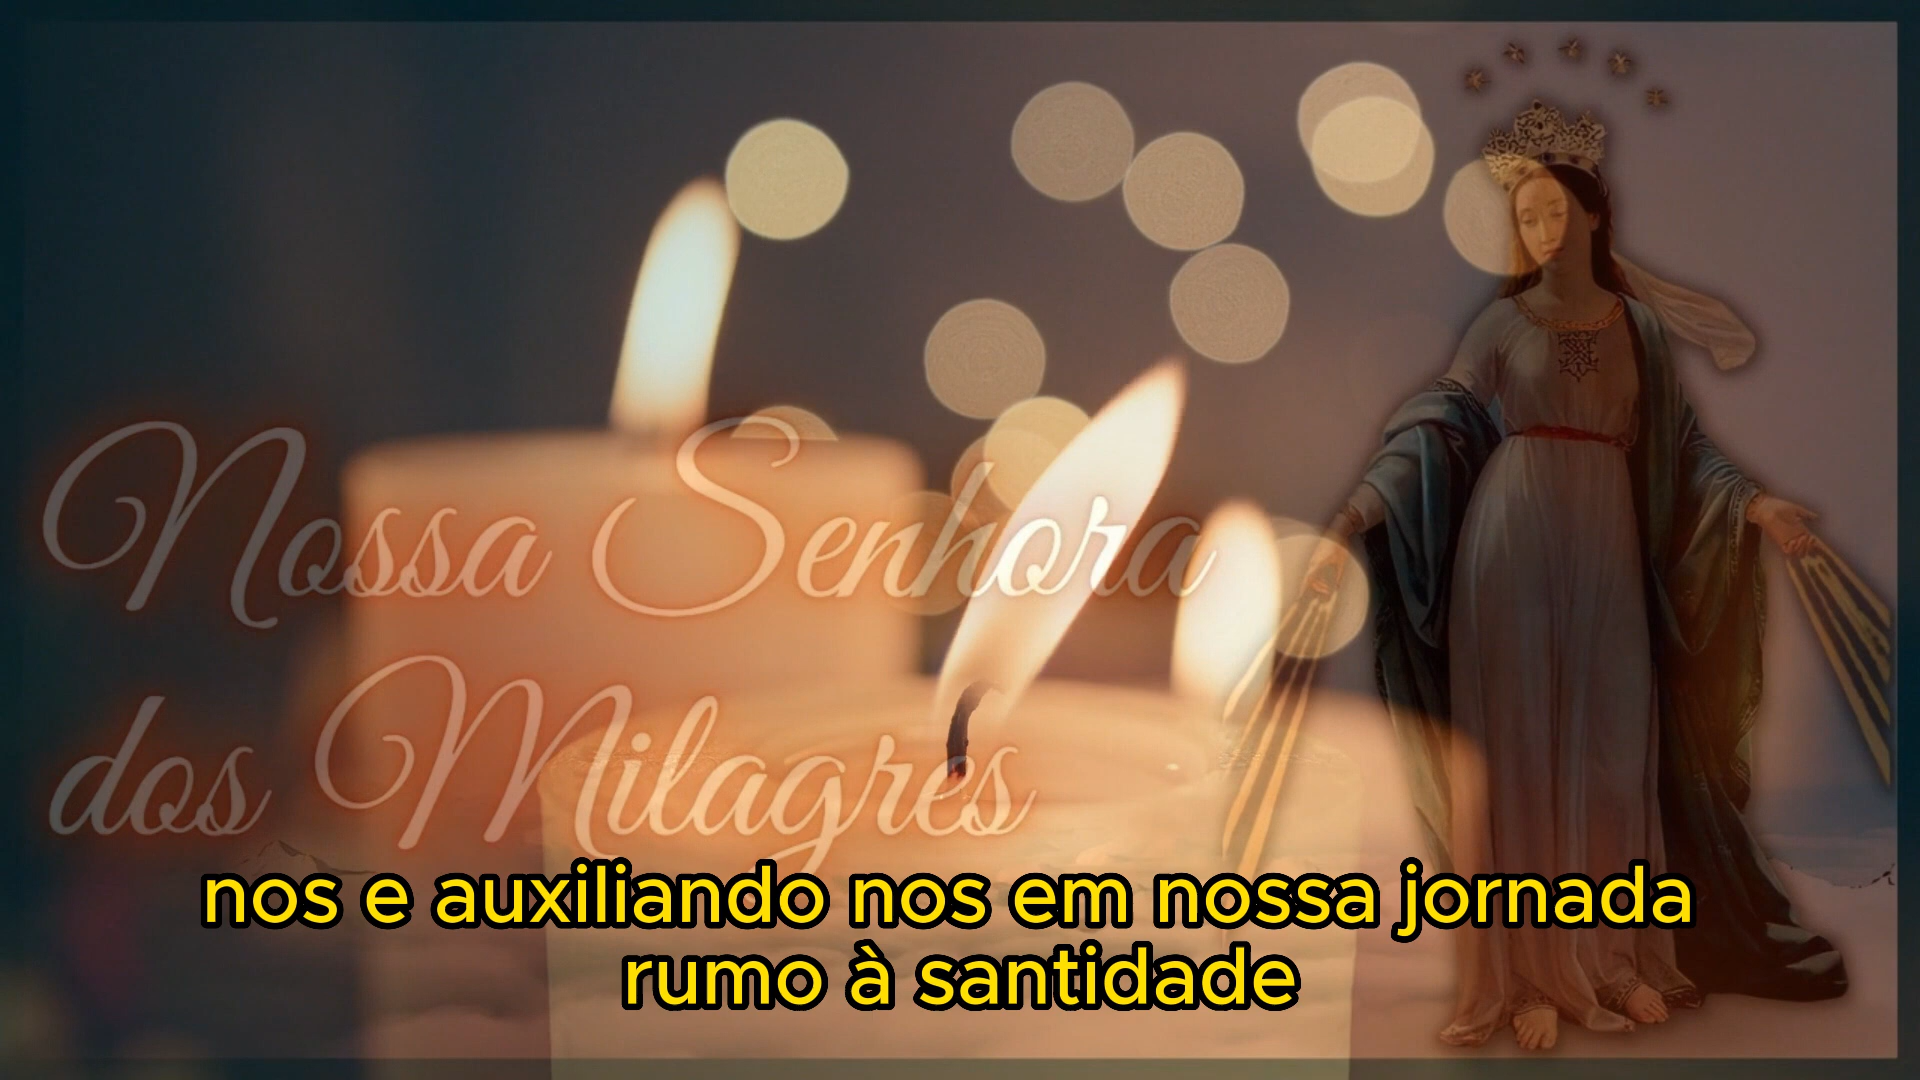 Nossa Senhora
dos Milagres
nos e auxiliando nos em nossa jornada
rumo à santidade